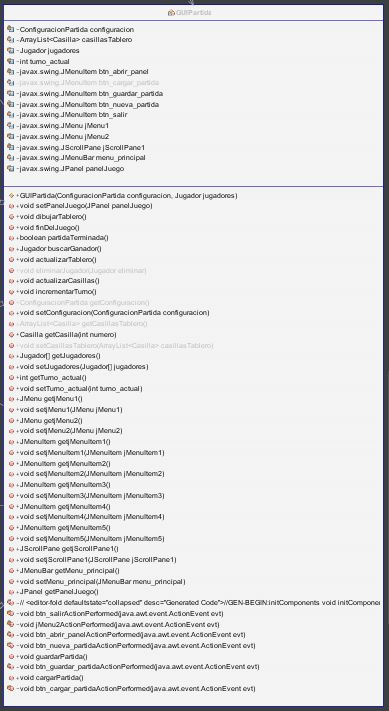 GUIPartida
-ConfiguracionPartida configuracion
-ArrayList<Casilla> casillasTablero
-Jugador jugadores
-int turno_actual
-javax.swing.JMenuItem btn_abrir_panel
-javax.swing.JMenuItem btn_cargar_partida
-javax.swing.JMenuItem btn_guardar_partida
-javax.swing.JMenuItem btn_nueva_partida
-javax.swing.JMenuItem btn_salir
-javax.swing.JMenu jMenu1
-javax.swing.JMenu jMenu2
-javax.swing.JScrollPane jScrollPane1
-javax.swing.JMenuBar menu_principal
-javax.swing.JPanel panelJuego
+GUIPartida(ConfiguracionPartida configuracion, Jugador jugadores)
+void setPanelJuego(JPanel panelJuego)
+void dibujarTablero()
+void finDelJuego()
+boolean partidaTerminada()
+Jugador buscarGanador()
+void actualizarTablero()
+void eliminarJugador(Jugador eliminar)
+void actualizarCasillas()
+void incrementarTurno()
+ConfiguracionPartida getConfiguracion()
+void setConfiguracion(ConfiguracionPartida configuracion)
+ArrayList<Casilla> getCasillasTablero()
+Casilla getCasilla(int numero)
+void setCasillasTablero(ArrayList<Casilla> casillasTablero)
+Jugador[] getJugadores()
+void setJugadores(Jugador[] jugadores)
+int getTurno_actual()
+void setTurno_actual(int turno_actual)
+JMenu getjMenu1()
+void setjMenu1(JMenu jMenu1)
+JMenu getjMenu2()
+void setjMenu2(JMenu jMenu2)
+JMenuItem getjMenuItem1()
+void setjMenuItem1(JMenuItem jMenuItem1)
+JMenuItem getjMenuItem2()
+void setjMenuItem2(JMenuItem jMenuItem2)
+JMenuItem getjMenuItem3()
+void setjMenuItem3(JMenuItem jMenuItem3)
+JMenuItem getjMenuItem4()
+void setjMenuItem4(JMenuItem jMenuItem4)
+JMenuItem getjMenuItem5()
+void setjMenuItem5(JMenuItem jMenuItem5)
+JScrollPane getjScrollPane1()
+void setjScrollPane1(JScrollPane jScrollPane1)
+JMenuBar getMenu_principal()
+void setMenu_principal(JMenuBar menu_principal)
+JPanel getPanelJuego()
-// <editor-fold defaultstate="collapsed" desc="Generated Code">//GEN-BEGIN:initComponents void initCompone
-void btn_salirActionPerformed(java.awt.event.ActionEvent evt)
-void jMenu2ActionPerformed(java.awt.event.ActionEvent evt)
-void btn_abrir_panelActionPerformed(java.awt.event.ActionEvent evt)
-void btn_nueva_partidaActionPerformed(java.awt.event.ActionEvent evt)
+void guardarPartida()
-void btn_guardar_partidaActionPerformed(java.awt.event.ActionEvent evt)
+void cargarPartida()
-void btn_cargar_partidaActionPerformed(java.awt.event.ActionEvent evt)